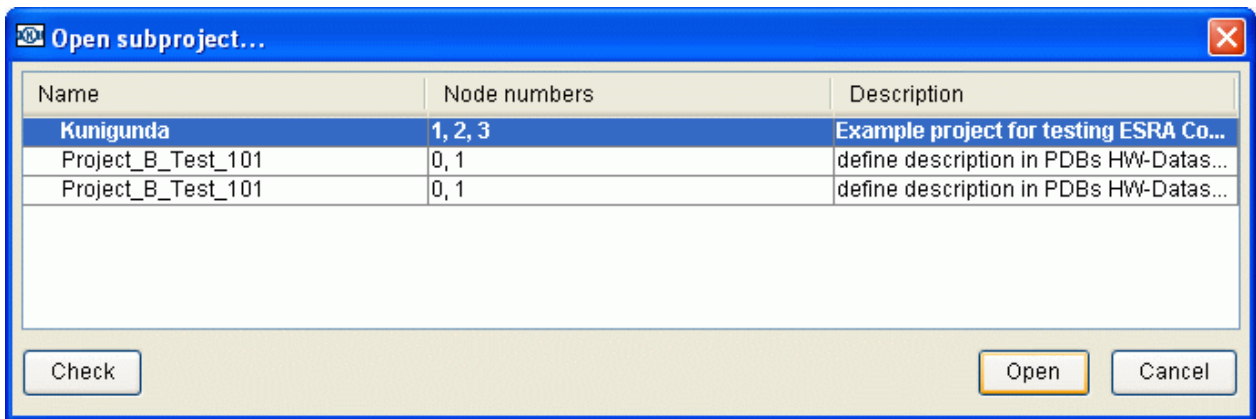 Open subproject...
Name Node numbers Description
Kunigunda 1, 2, 3 Example project for testing ESRA Co...
Project_B_Test_101 0, 1 define description in PDBs HW-Datas...
Project_B_Test_101 0, 1 define description in PDBs HW-Datas...
Check Open Cancel